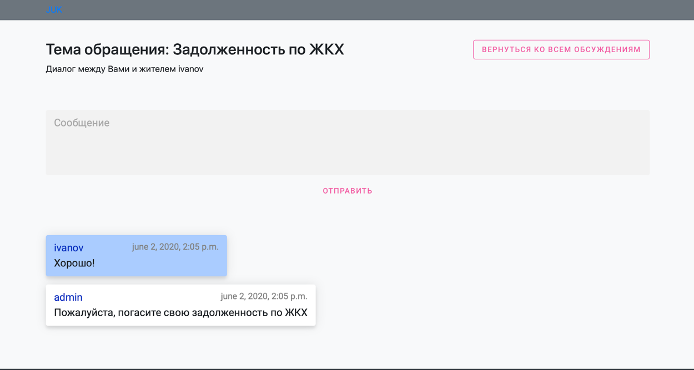 Тема обращения: Задолженность по ЖКХ
ВЕРНУТЬСЯ КО ВСЕМ ОБСУЖДЕНИЯМ
Диалог между Вами и жителем ivanov
Сообщение
ОТПРАВИТЬ
ivanov june 2, 2020, 2:05 p.m.
Хорошо!
admin june 2, 2020, 2:05 p.m.
Пожалуйста, погасите свою задолженность по ЖКХ